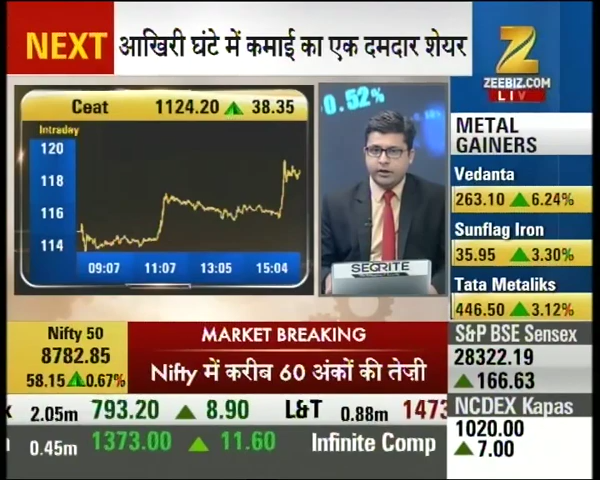 NEXT
आखिरी घंटे में कमाई का एक दमदार शेयर
ZEEBIZ.COM
LIV
Ceat 1124.20 38.35
Intraday
120
118
116
114
09:07 11:07 13:05 15:04
0.52%
SEQRITE
METAL
GAINERS
Vedanta
263.10 6.24%
Sunflag Iron
35.95 3.30%
Tata Metaliks
446.50 3.12%
Nifty 50
8782.85
58.15 0.67%
MARKET BREAKING
Nifty में करीब 60 अंकों की तेज़ी
S&P BSE Sensex
28322.19
166.63
NCDEX Kapas
1020.00
7.00
2.05m 793.20 8.90 L&T 0.88m 1473
0.45m 1373.00 11.60 Infinite Comp